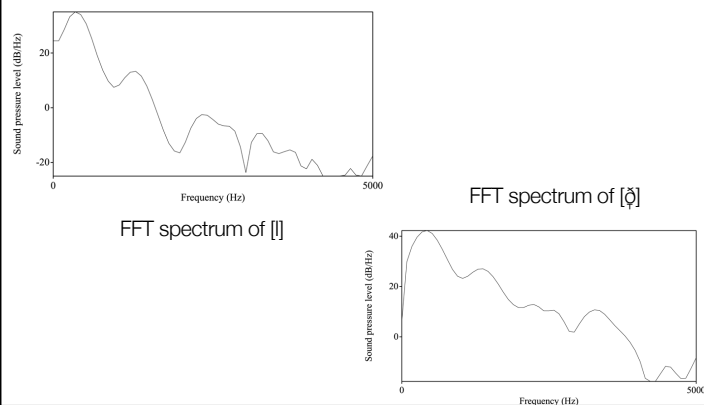 Sound pressure level (dB/Hz)
20
0
-20
0
5000
Frequency (Hz)
FFT spectrum of [l]
FFT spectrum of [ð̞̆]
Sound pressure level (dB/Hz)
40
20
0
0
5000
Frequency (Hz)